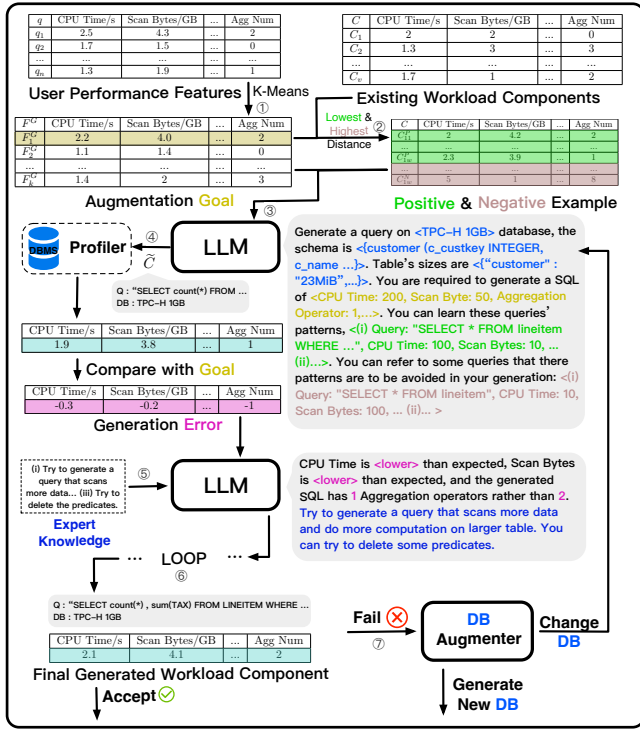 q CPU Time/s Scan Bytes/GB ... Agg Num
q1 2.5 4.3 ... 2
q2 1.7 1.5 ... 0
... ... ... ... ...
qn 1.3 1.9 ... 1
User Performance Features
C CPU Time/s Scan Bytes/GB ... Agg Num
C1 2 2 ... 0
C2 1.3 3 ... 3
... ... ... ... ...
Cv 1.7 1 ... 2
Existing Workload Components
K-Means
①
F^G CPU Time/s Scan Bytes/GB ... Agg Num
F_1^G 2.2 4.0 ... 2
F_2^G 1.1 1.4 ... 0
... ... ... ... ...
F_k^G 1.4 2 ... 3
Augmentation Goal
Lowest & ②
Highest
Distance
C CPU Time/s Scan Bytes/GB ... Agg Num
2 4.2 ... 2
... ... ... ... ...
2.3 3.9 ... 1
... ... ... ... ...
5 1 ... 8
Positive & Negative Example
③
DBMS
Profiler
④
C̃
LLM
Q : “SELECT count(*) FROM ...
DB : TPC-H 1GB
Generate a query on <TPC-H 1GB> database, the
schema is <{customer (c_custkey INTEGER,
c_name ...}>. Table's sizes are <{“customer” :
“23MiB”,...}>. You are required to generate a SQL
of <CPU Time: 200, Scan Byte: 50, Aggregation
Operator: 1,...>. You can learn these queries’
patterns, <(i) Query: "SELECT * FROM lineitem
WHERE ...", CPU Time: 100, Scan Bytes: 10, ...
(ii)...>. You can refer to some queries that there
patterns are to be avoided in your generation: <(i)
Query: "SELECT * FROM lineitem", CPU Time: 10,
Scan Bytes: 100, ... (ii)... >
CPU Time/s Scan Bytes/GB ... Agg Num
1.9 3.8 ... 1
Compare with Goal
CPU Time/s Scan Bytes/GB ... Agg Num
-0.3 -0.2 ... -1
Generation Error
(i) Try to generate a
query that scans
more data... (iii) Try to
delete the predicates.
Expert
Knowledge
⑤
LLM
CPU Time is <lower> than expected, Scan Bytes
is <lower> than expected, and the generated
SQL has 1 Aggregation operators rather than 2.
Try to generate a query that scans more data
and do more computation on larger table. You
can try to delete some predicates.
... LOOP ...
⑥
Q : “SELECT count(*) , sum(TAX) FROM LINEITEM WHERE ...
DB : TPC-H 1GB
CPU Time/s Scan Bytes/GB ... Agg Num
2.1 4.1 ... 2
Final Generated Workload Component
Accept
Fail
⑦
DB
Augmenter
Change
DB
Generate
New DB